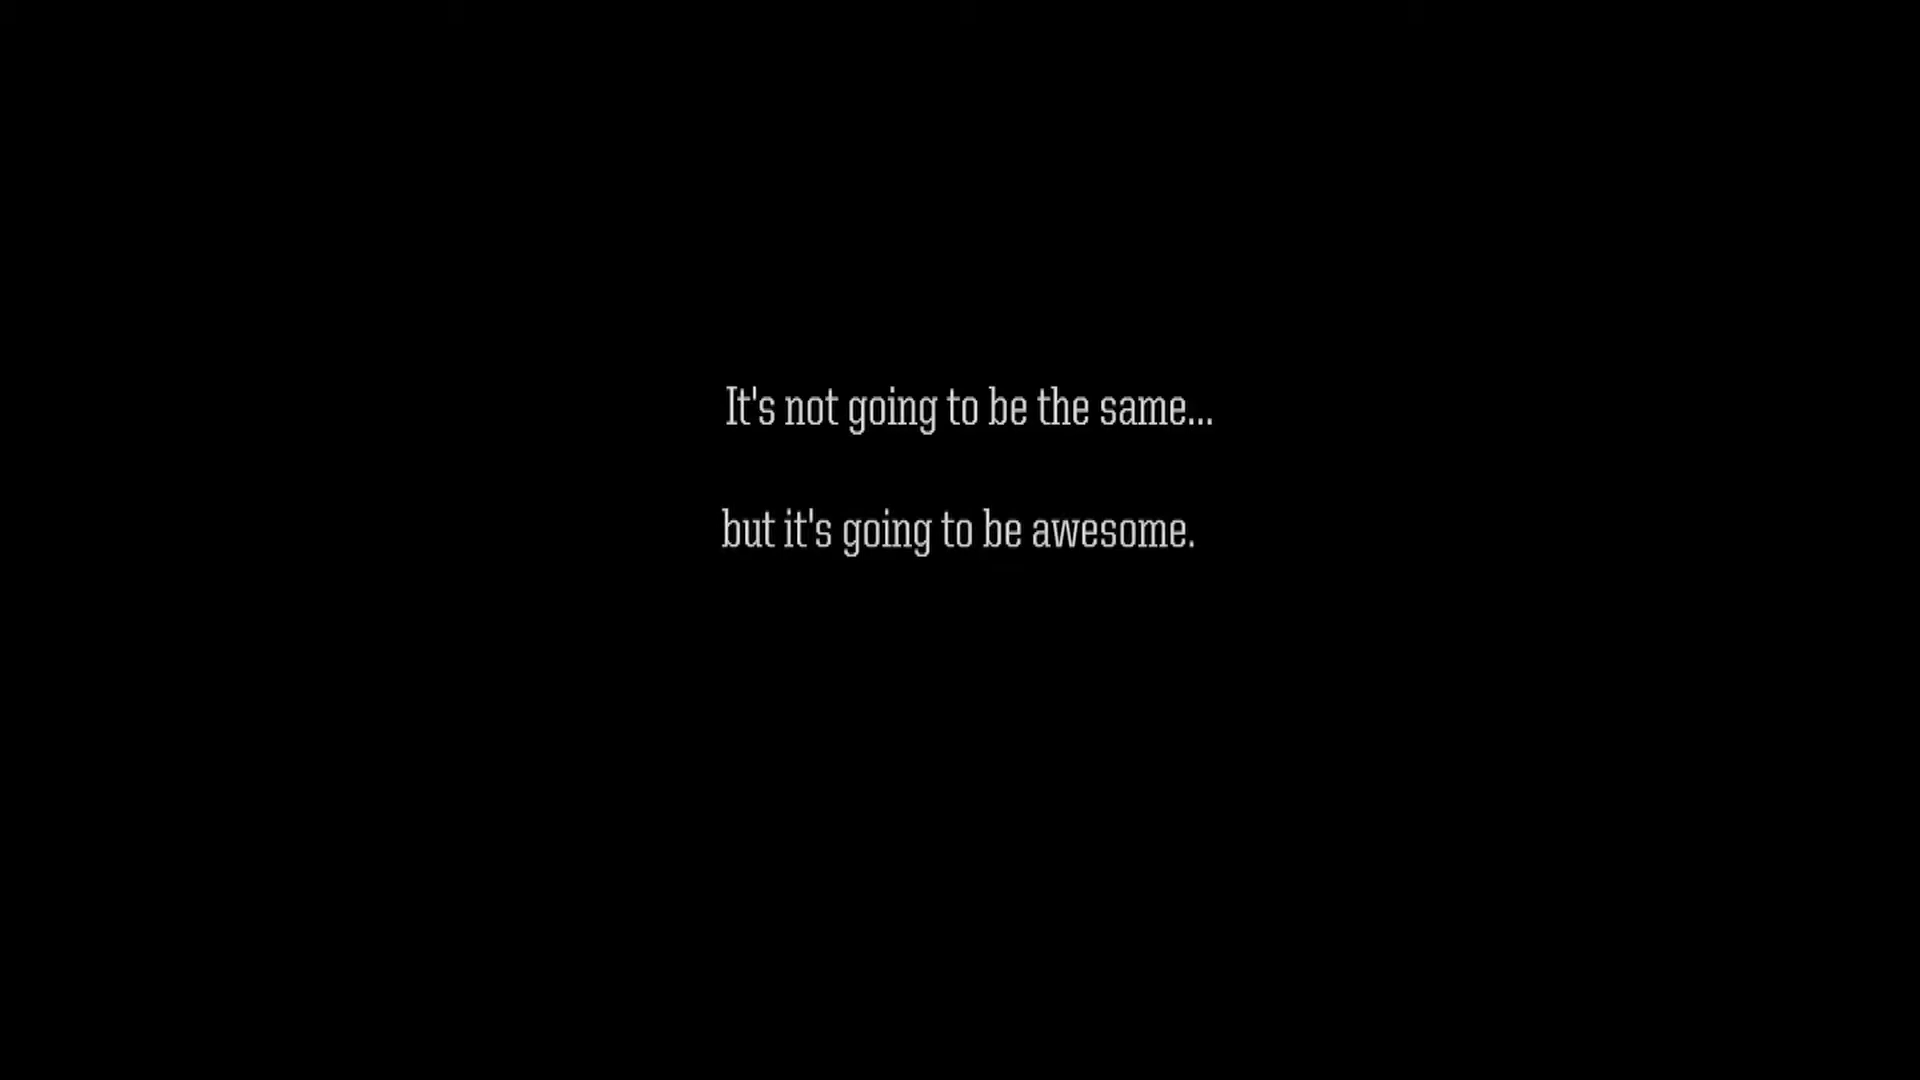 It's not going to be the same...
but it's going to be awesome.